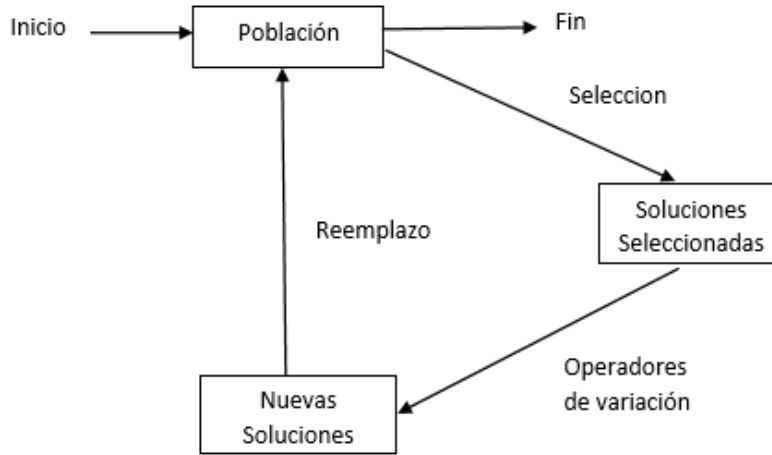 Inicio
Población
Fin
Seleccion
Soluciones
Seleccionadas
Reemplazo
Operadores
de variación
Nuevas
Soluciones